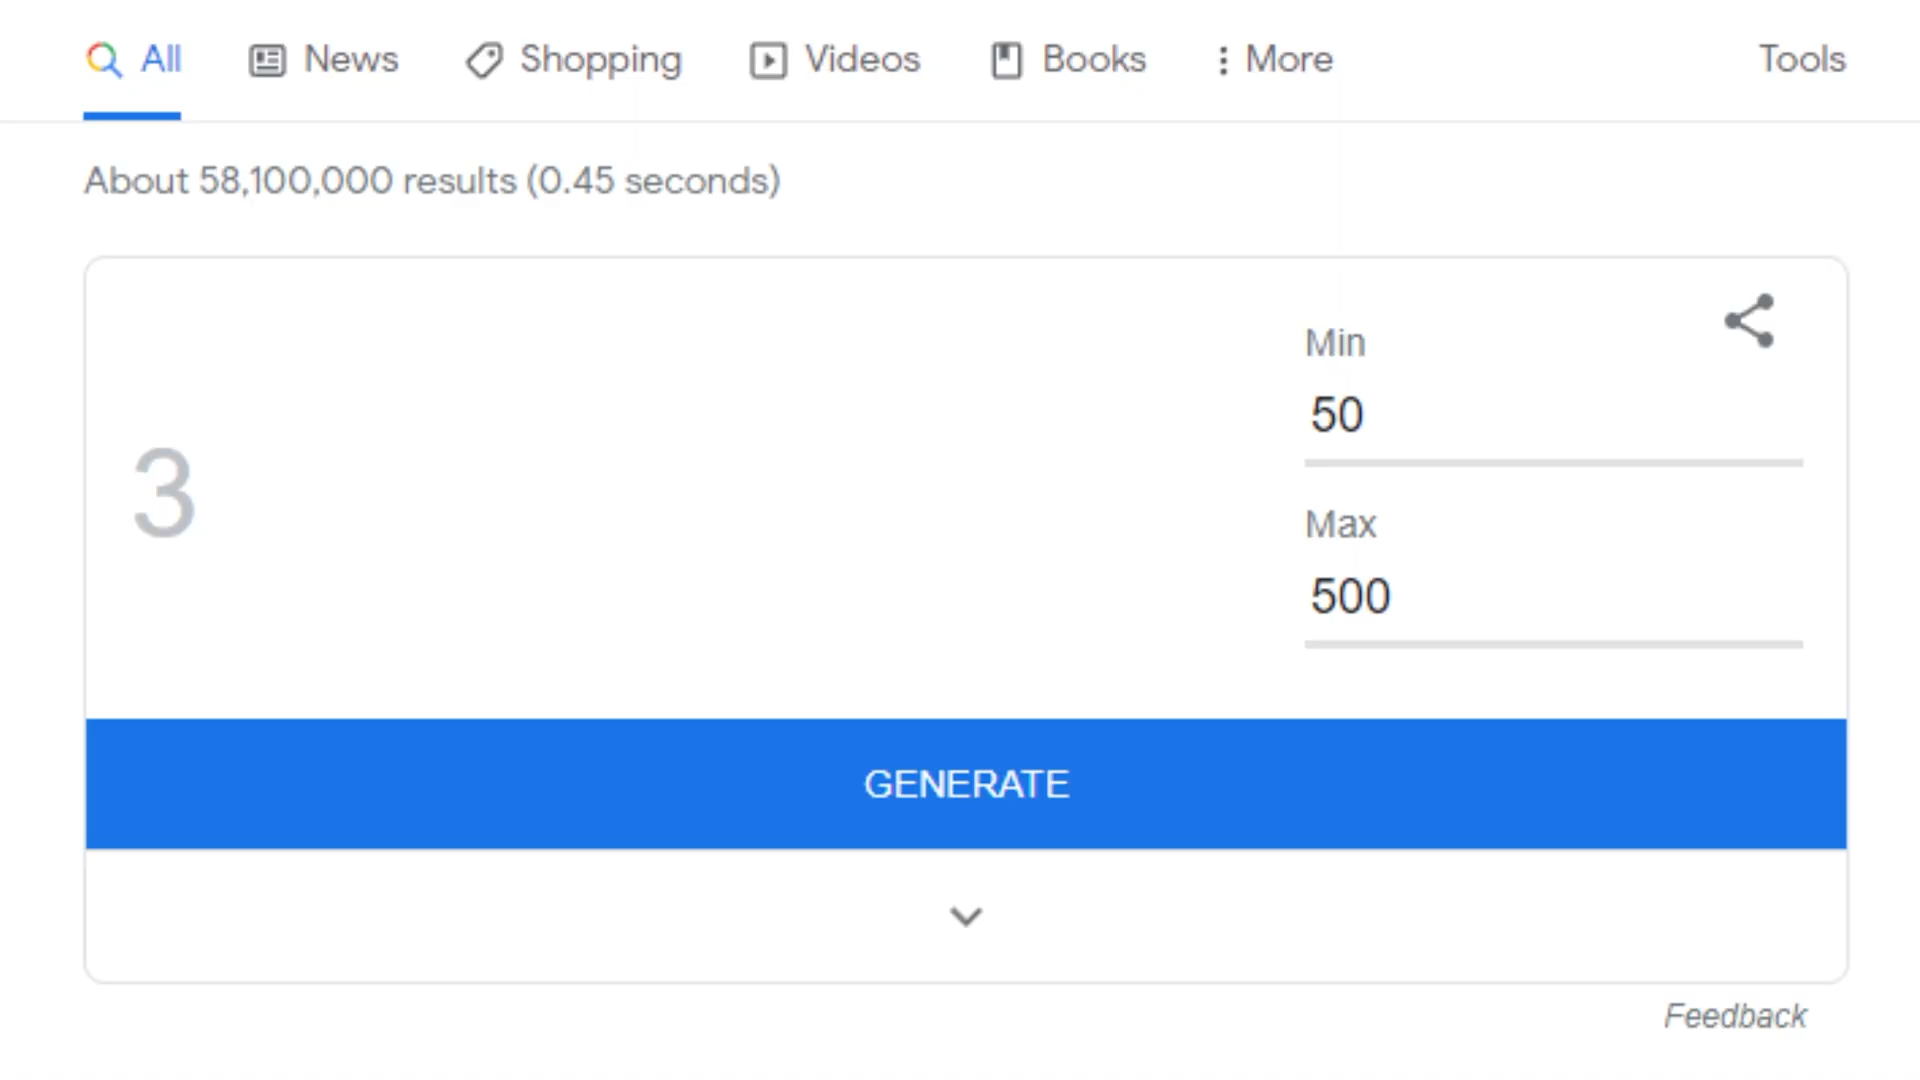 All News Shopping Videos Books More Tools
About 58,100,000 results (0.45 seconds)
3
Min
50
Max
500
GENERATE
Feedback